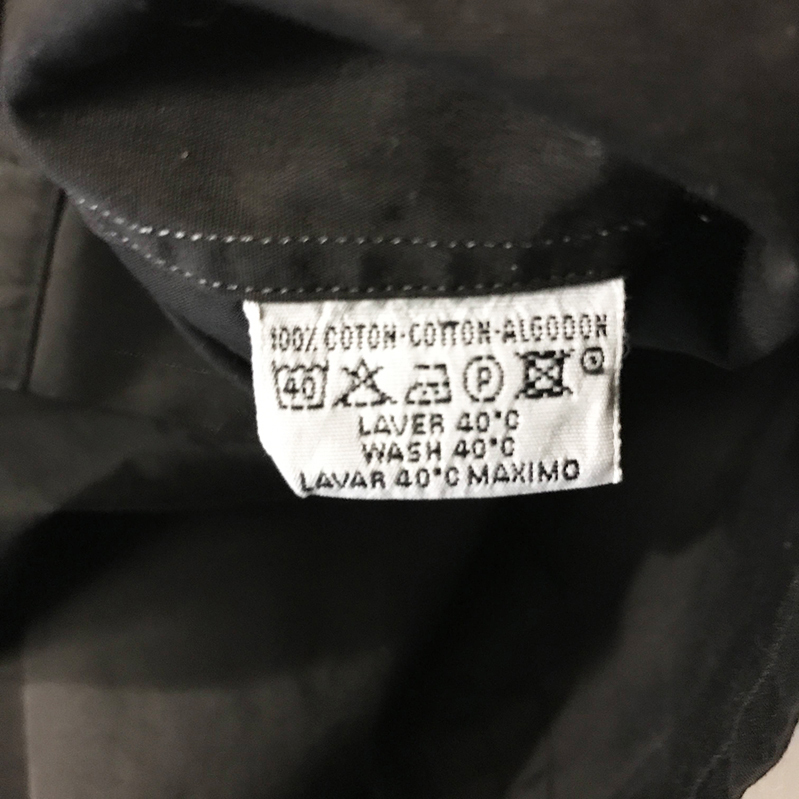 100% COTON-COTTON-ALGODON
40 P
LAVER 40°C
WASH 40°C
LAVAR 40°C MAXIMO